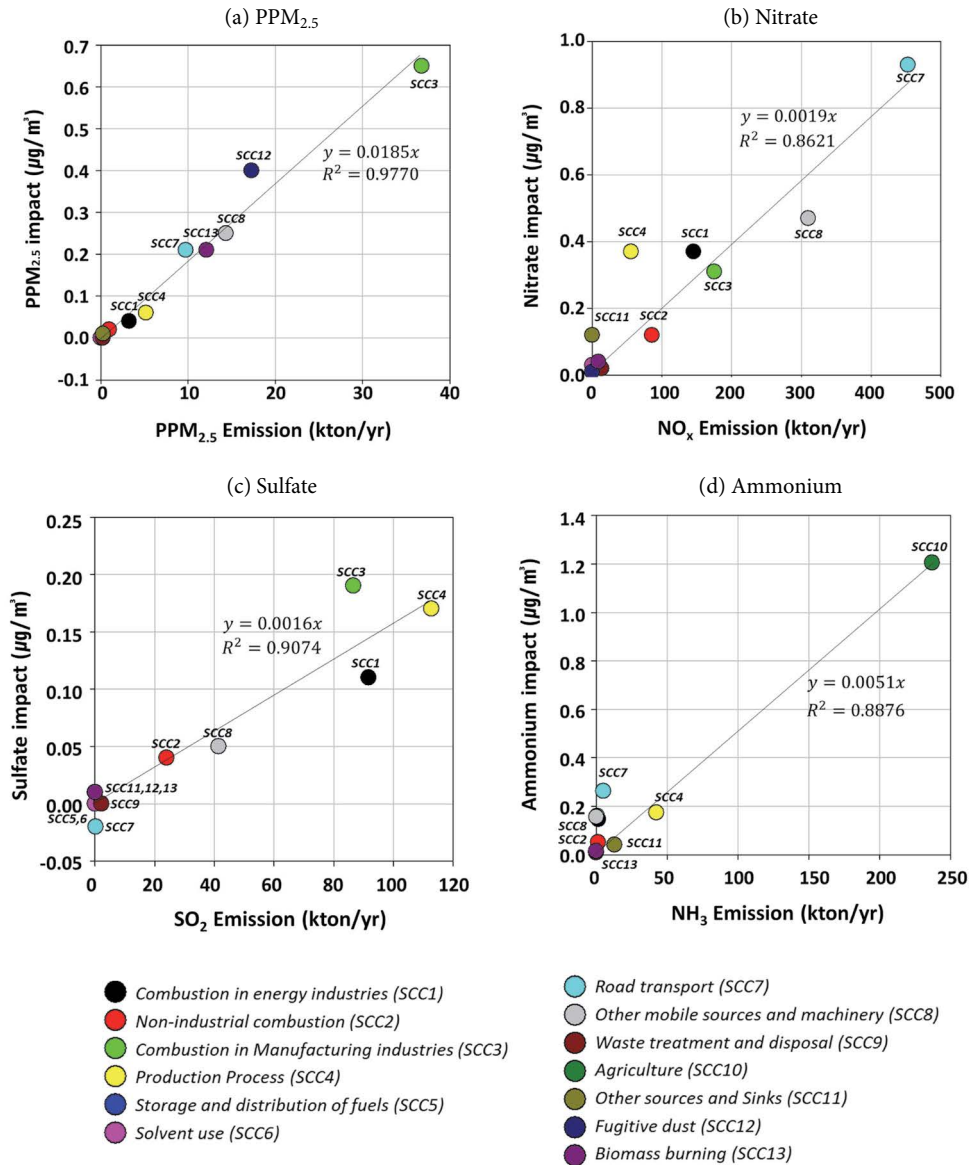 (a) PPM2.5
(b) Nitrate
0.7
0.6
0.5
0.4
0.3
0.2
0.1
0.0
-0.1
0
10
20
30
40
PPM2.5 impact (µg/m³)
PPM2.5 Emission (kton/yr)
SCC3
SCC12
SCC13
SCC8
SCC7
SCC4
SCC1
y = 0.0185x
R² = 0.9770
1.0
0.8
0.6
0.4
0.2
0.0
0
100
200
300
400
500
Nitrate impact (µg/m³)
NOx Emission (kton/yr)
SCC7
y = 0.0019x
R² = 0.8621
SCC4
SCC1
SCC8
SCC3
SCC11
SCC2
(c) Sulfate
(d) Ammonium
0.25
0.20
0.15
0.10
0.05
0.00
-0.05
0
20
40
60
80
100
120
Sulfate impact (µg/m³)
SO2 Emission (kton/yr)
SCC3
SCC4
y = 0.0016x
R² = 0.9074
SCC1
SCC2
SCC8
SCC11,12,13
SCC9
SCC5,6
SCC7
1.4
1.2
1.0
0.8
0.6
0.4
0.2
0.0
0
50
100
150
200
250
Ammonium impact (µg/m³)
NH3 Emission (kton/yr)
SCC10
y = 0.0051x
R² = 0.8876
SCC7
SCC4
SCC8
SCC2
SCC11
SCC13
Combustion in energy industries (SCC1)
Non-industrial combustion (SCC2)
Combustion in Manufacturing industries (SCC3)
Production Process (SCC4)
Storage and distribution of fuels (SCC5)
Solvent use (SCC6)
Road transport (SCC7)
Other mobile sources and machinery (SCC8)
Waste treatment and disposal (SCC9)
Agriculture (SCC10)
Other sources and Sinks (SCC11)
Fugitive dust (SCC12)
Biomass burning (SCC13)